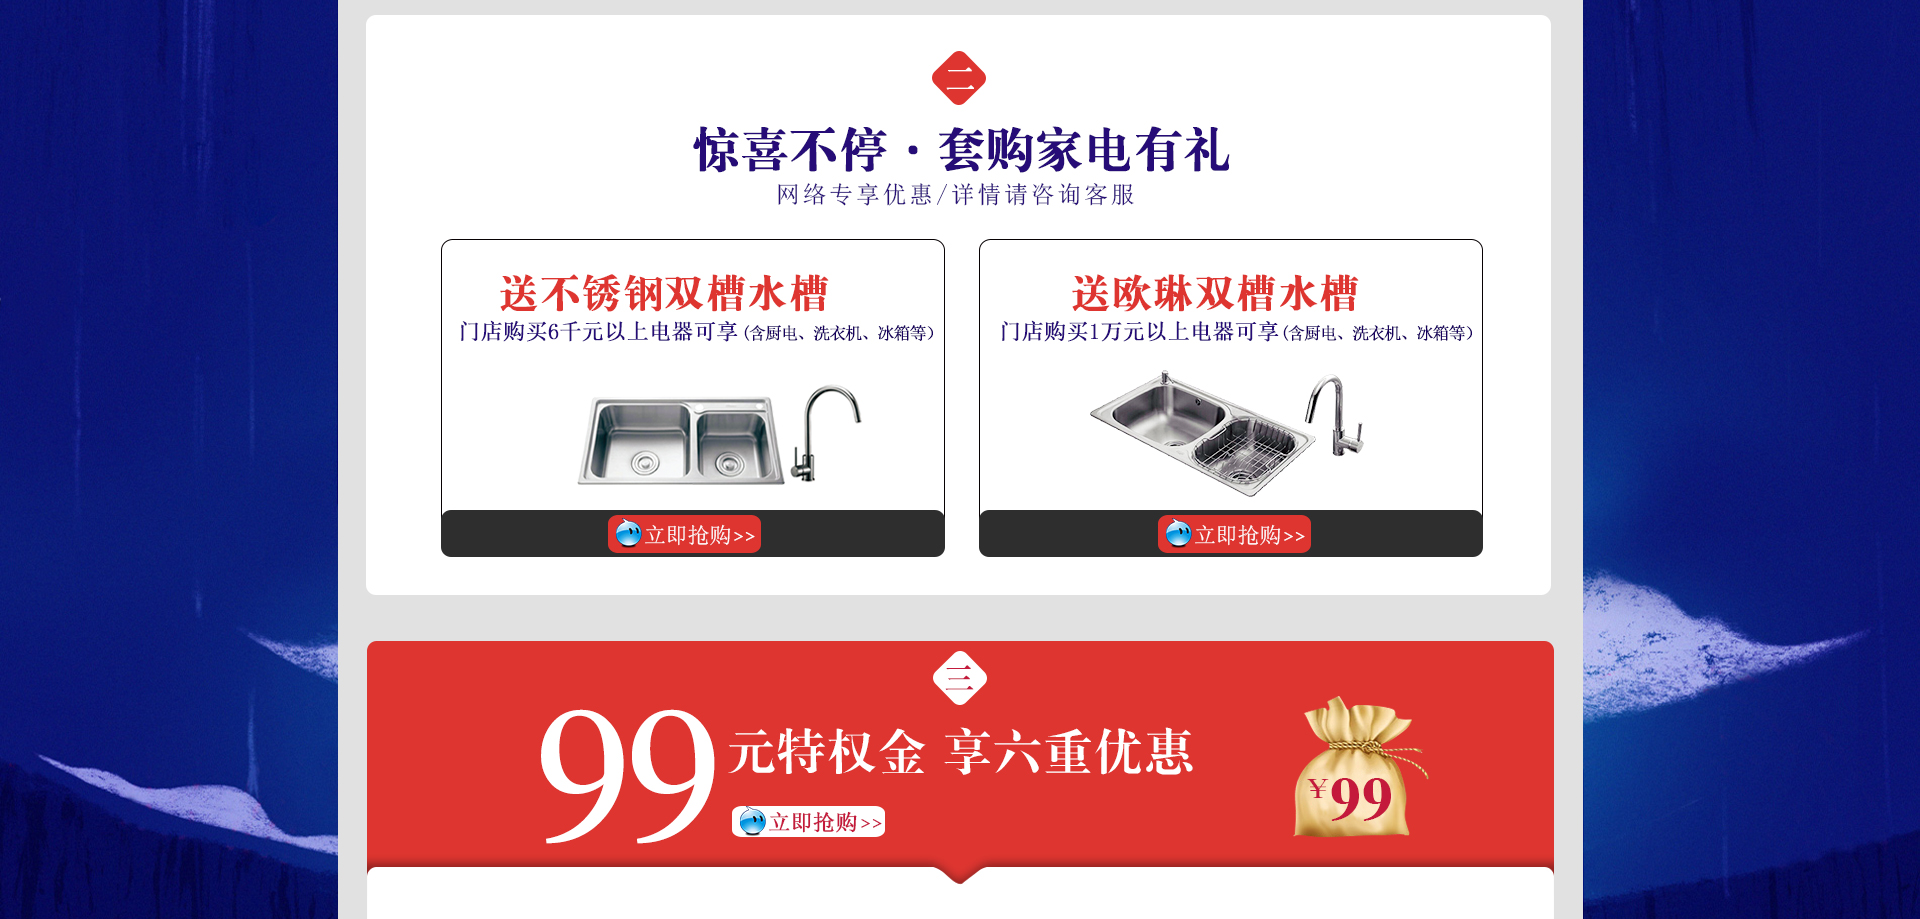 二
惊喜不停·套购家电有礼
网络专享优惠/详情请咨询客服
送不锈钢双槽水槽
门店购买6千元以上电器可享(含厨电、洗衣机、冰箱等)
立即抢购>>
送欧琳双槽水槽
门店购买1万元以上电器可享(含厨电、洗衣机、冰箱等)
立即抢购>>
三
99元特权金 享六重优惠
立即抢购>>
¥99